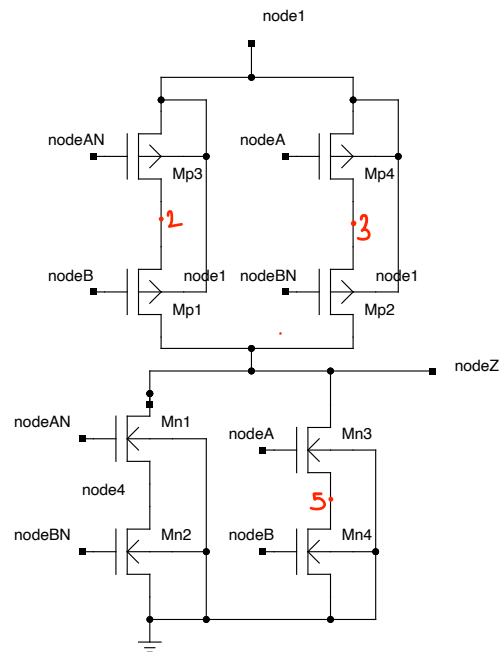 node1
nodeAN
nodeA
Mp3
Mp4
2
3
nodeB
node1
nodeBN
node1
Mp1
Mp2
nodeZ
nodeAN
Mn1
nodeA
Mn3
node4
5
nodeBN
Mn2
nodeB
Mn4